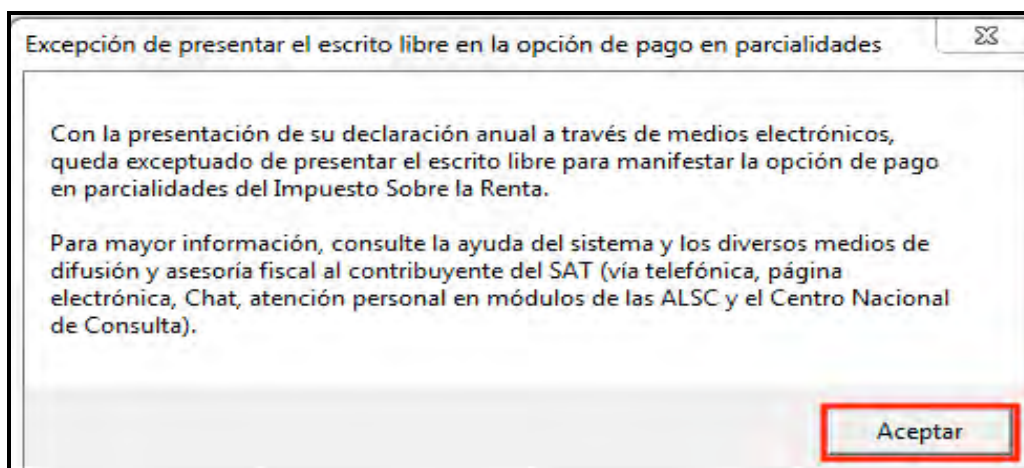 Excepción de presentar el escrito libre en la opción de pago en parcialidades
Con la presentación de su declaración anual a través de medios electrónicos,
queda exceptuado de presentar el escrito libre para manifestar la opción de pago
en parcialidades del Impuesto Sobre la Renta.
Para mayor información, consulte la ayuda del sistema y los diversos medios de
difusión y asesoría fiscal al contribuyente del SAT (vía telefónica, página
electrónica, Chat, atención personal en módulos de las ALSC y el Centro Nacional
de Consulta).
Aceptar